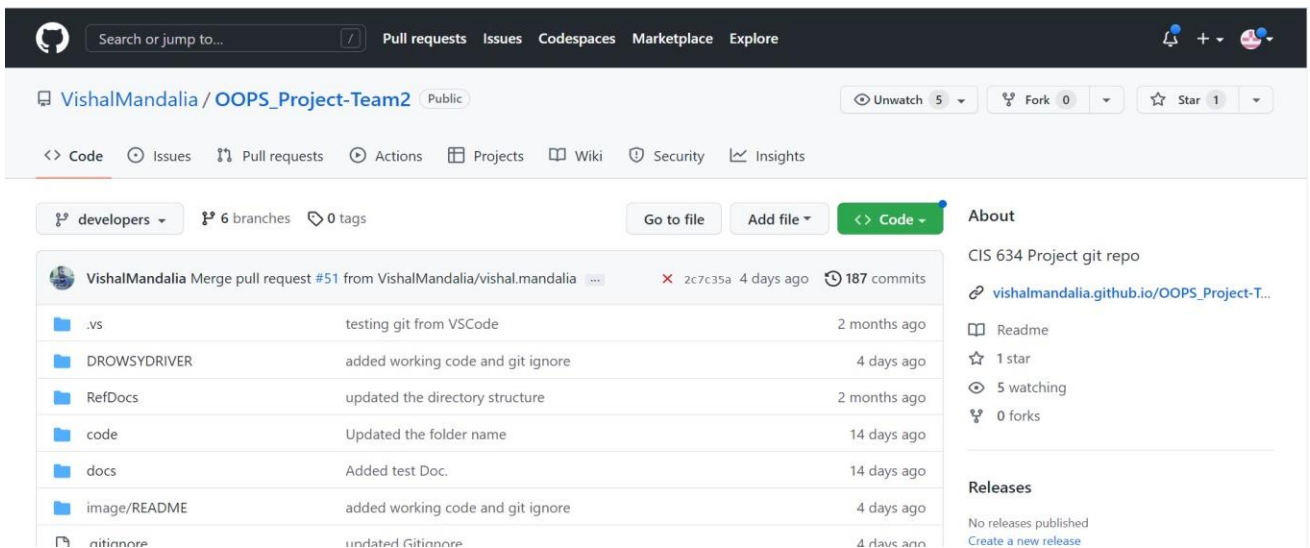 Search or jump to... / Pull requests Issues Codespaces Marketplace Explore
VishalMandalia / OOPS_Project-Team2 Public Unwatch 5 Fork 0 Star 1
Code Issues Pull requests Actions Projects Wiki Security Insights
developers 6 branches 0 tags Go to file Add file Code
VishalMandalia Merge pull request #51 from VishalMandalia/vishal.mandalia ... 2c7c35a 4 days ago 187 commits
.vs testing git from VSCode 2 months ago
DROWSYDRIVER added working code and git ignore 4 days ago
RefDocs updated the directory structure 2 months ago
code Updated the folder name 14 days ago
docs Added test Doc. 14 days ago
image/README added working code and git ignore 4 days ago
.gitignore updated Gitignore 4 days ago
About
CIS 634 Project git repo
vishalmandalia.github.io/OOPS_Project-T...
Readme
1 star
5 watching
0 forks
Releases
No releases published
Create a new release